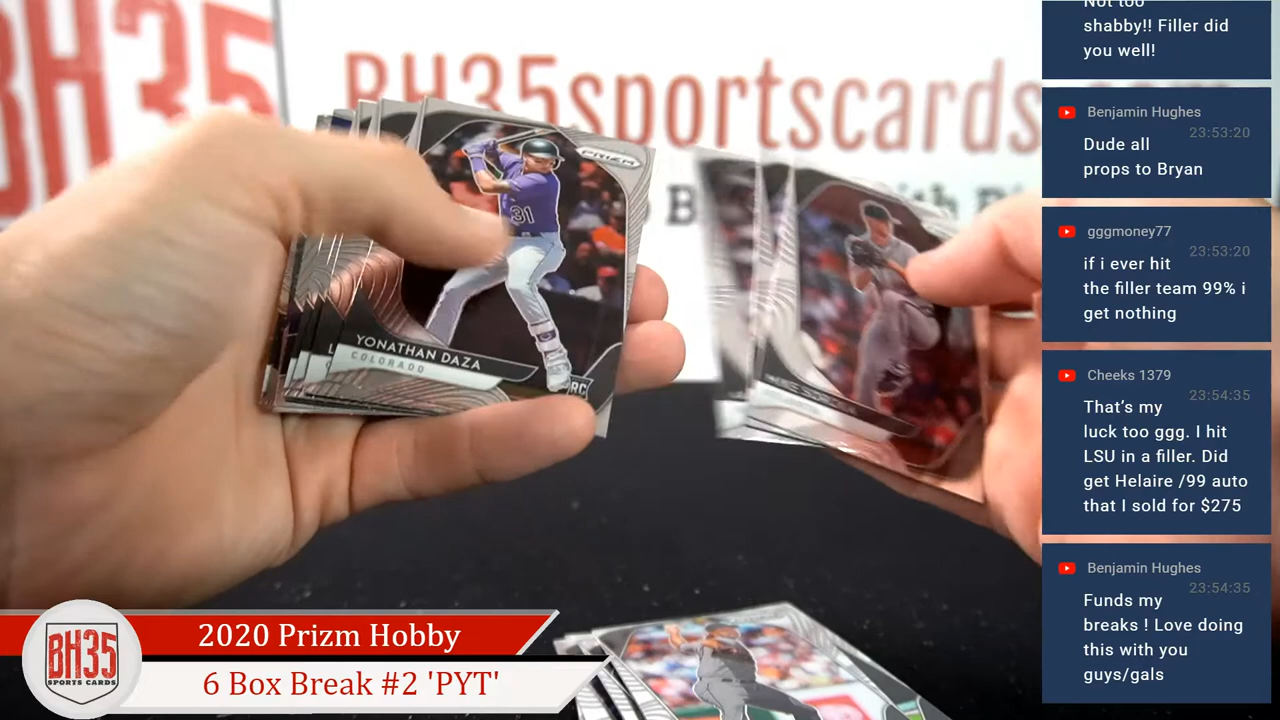 BH35
BH35sportscards
PRIZM
31
YONATHAN DAZA
COLORADO
RC
Not too
shabby!! Filler did
you well!
Benjamin Hughes
23:53:20
Dude all
props to Bryan
gggmoney77
23:53:20
if i ever hit
the filler team 99% i
get nothing
Cheeks 1379
23:54:35
That's my
luck too ggg. I hit
LSU in a filler. Did
get Helaire /99 auto
that I sold for $275
Benjamin Hughes
23:54:35
Funds my
breaks ! Love doing
this with you
guys/gals
2020 Prizm Hobby
6 Box Break #2 'PYT'
BH35
SPORTS CARDS